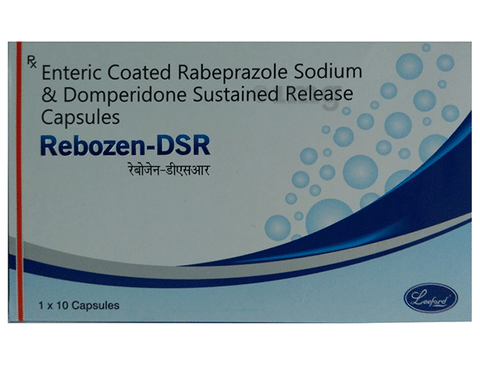 Rx Enteric Coated Rabeprazole Sodium
& Domperidone Sustained Release
Capsules
Rebozen-DSR
रेबोजेन-डीएसआर
1 x 10 Capsules
Leeford